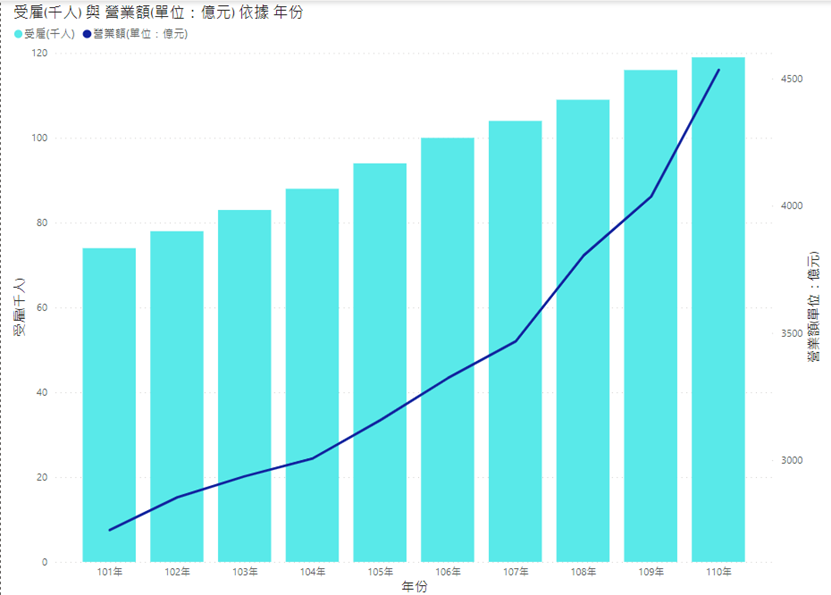 受雇(千人) 與 營業額(單位：億元) 依據 年份
受雇(千人) 營業額(單位：億元)
120
100
80
60
40
20
0
受雇(千人)
4500
4000
3500
3000
營業額(單位：億元)
101年 102年 103年 104年 105年 106年 107年 108年 109年 110年
年份